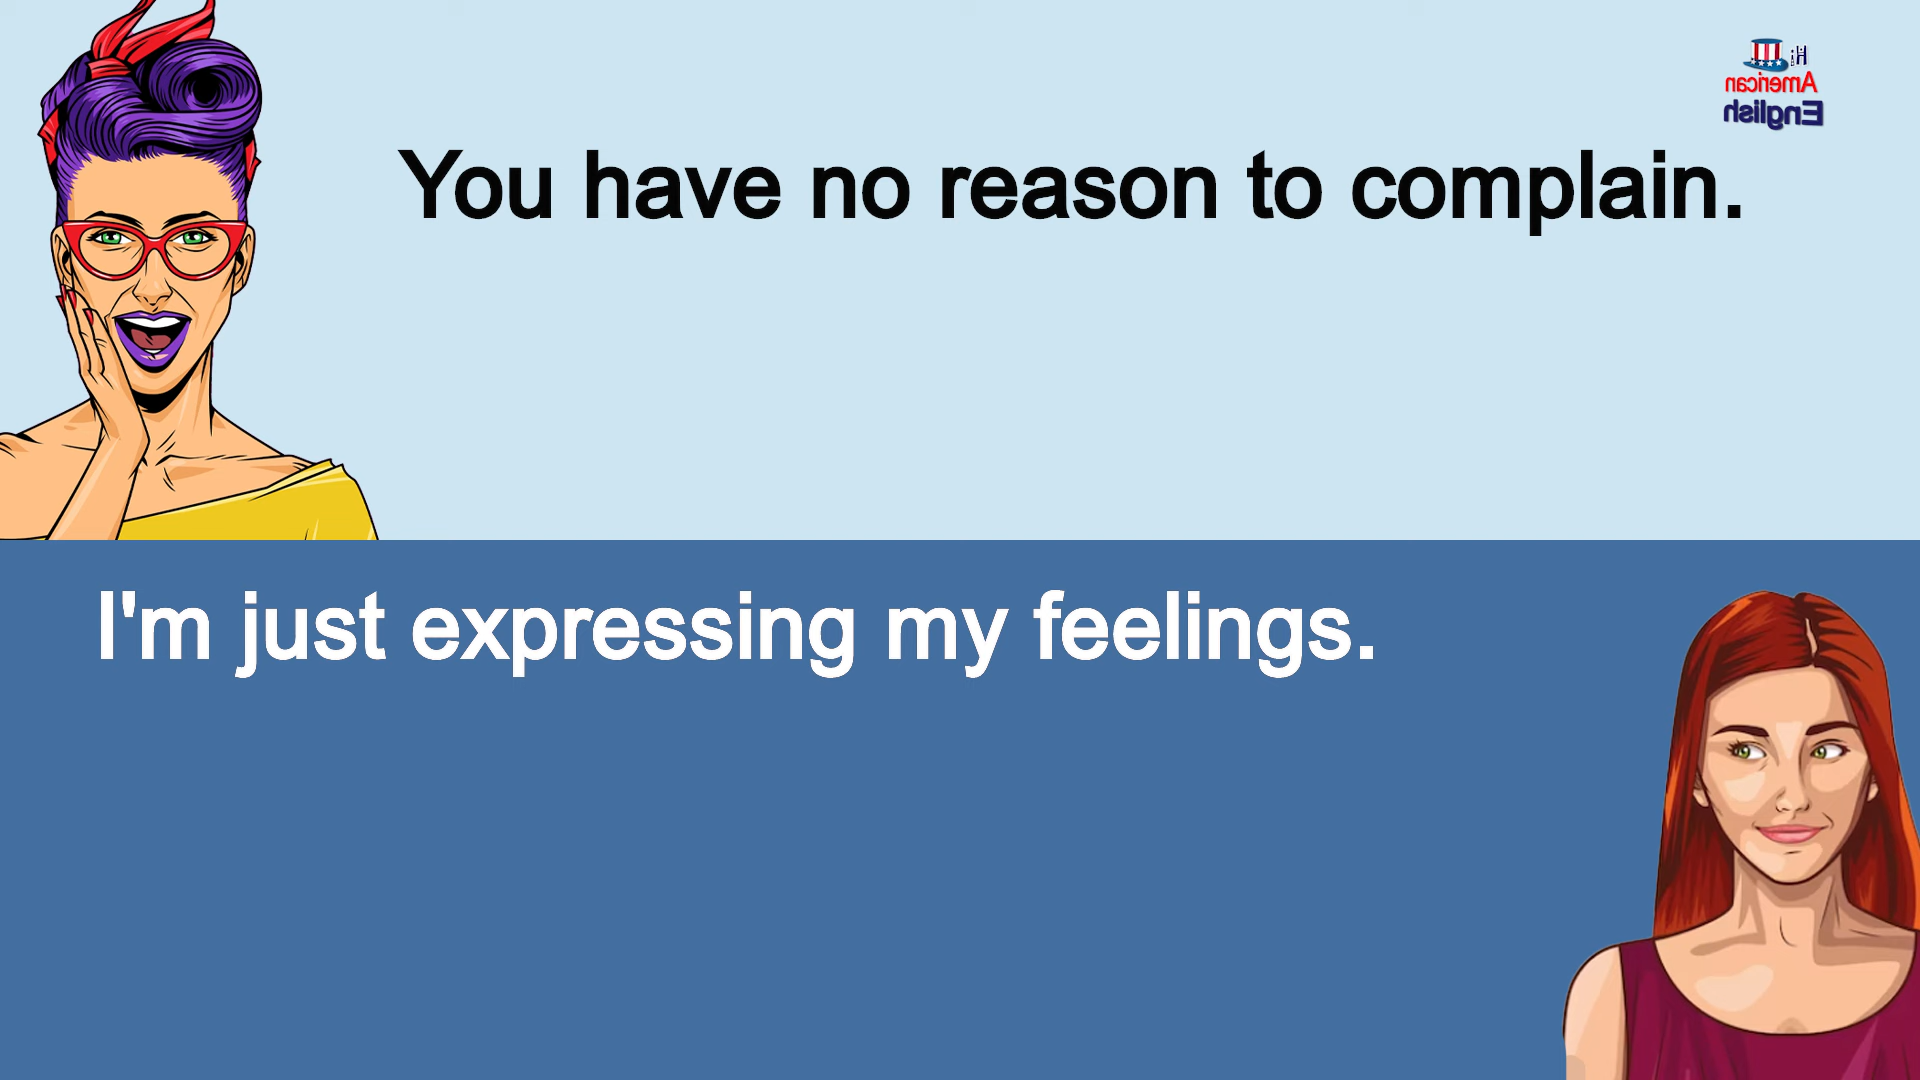 Hi
American
English
You have no reason to complain.
I'm just expressing my feelings.